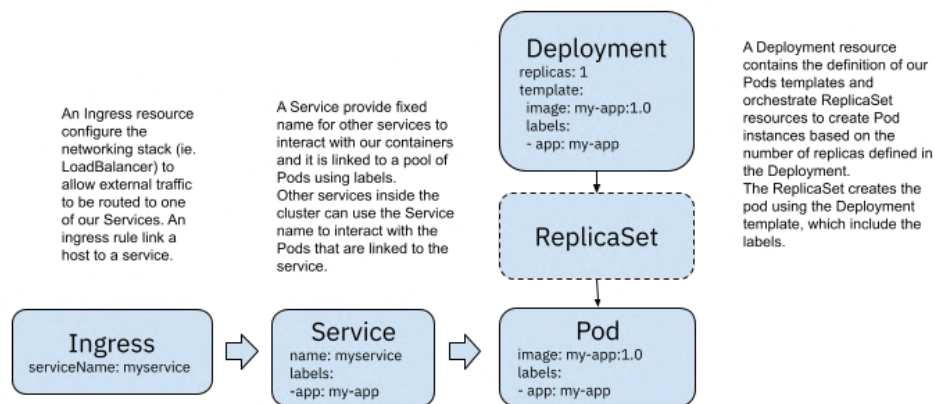 An Ingress resource
configure the
networking stack (ie.
LoadBalancer) to
allow external traffic
to be routed to one
of our Services. An
ingress rule link a
host to a service.
A Service provide fixed
name for other services to
interact with our containers
and it is linked to a pool of
Pods using labels.
Other services inside the
cluster can use the Service
name to interact with the
Pods that are linked to the
service.
Deployment
replicas: 1
template:
image: my-app:1.0
labels:
- app: my-app
A Deployment resource
contains the definition of our
Pods templates and
orchestrate ReplicaSet
resources to create Pod
instances based on the
number of replicas defined in
the Deployment.
The ReplicaSet creates the
pod using the Deployment
template, which include the
labels.
ReplicaSet
Ingress
serviceName: myservice
Service
name: myservice
labels:
-app: my-app
Pod
image: my-app:1.0
labels:
- app: my-app